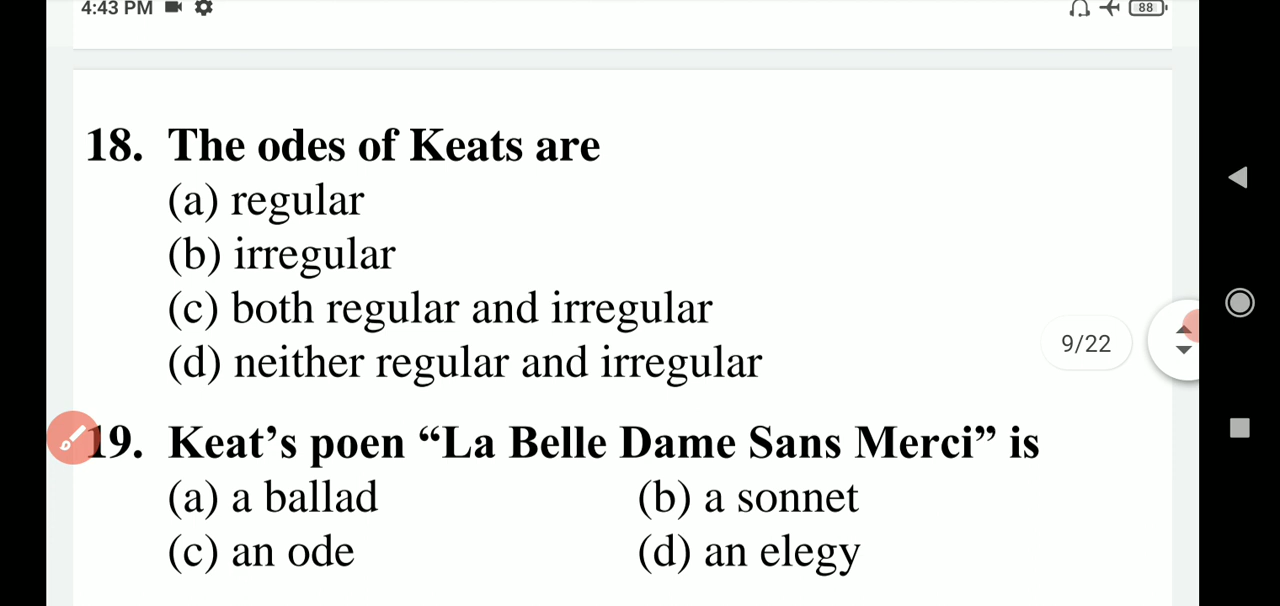 4:43 PM
88
18. The odes of Keats are
(a) regular
(b) irregular
(c) both regular and irregular
(d) neither regular and irregular
9/22
19. Keat’s poen “La Belle Dame Sans Merci” is
(a) a ballad (b) a sonnet
(c) an ode (d) an elegy